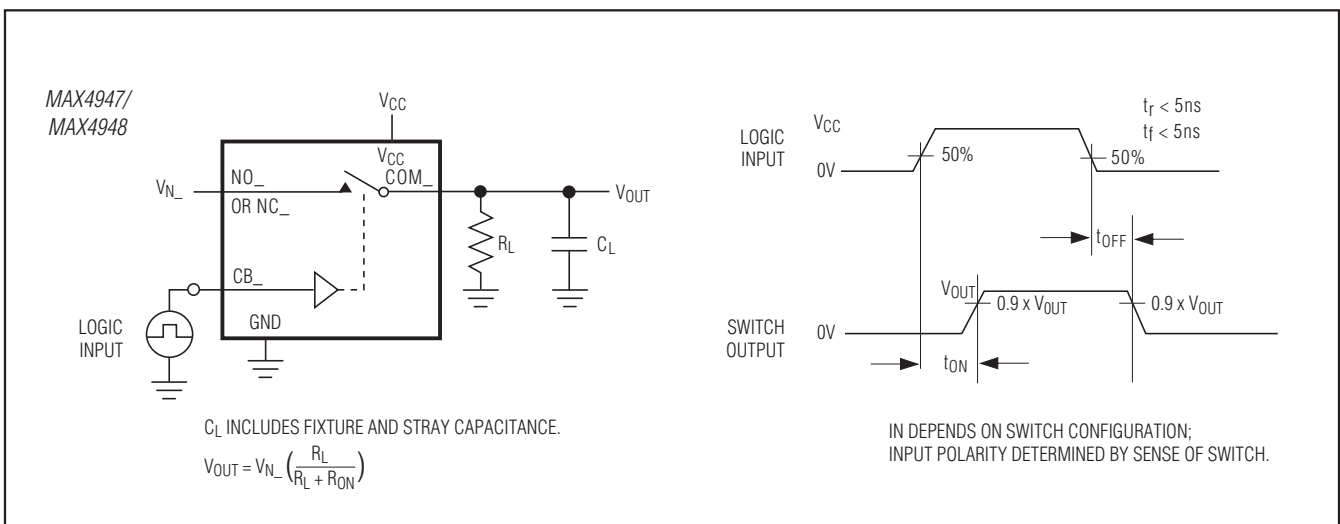 MAX4947/
MAX4948
VCC
VCC
NO_
COM_
VN_
OR NC_
VOUT
RL
CL
CB_
LOGIC
INPUT
GND
CL INCLUDES FIXTURE AND STRAY CAPACITANCE.
VOUT = VN_ (RL / RL + RON)
tr < 5ns
tf < 5ns
LOGIC
INPUT
VCC
0V
50%
50%
tOFF
SWITCH
OUTPUT
VOUT
0V
0.9 x VOUT
0.9 x VOUT
tON
IN DEPENDS ON SWITCH CONFIGURATION;
INPUT POLARITY DETERMINED BY SENSE OF SWITCH.